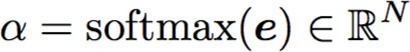 α = softmax(e) ∈ ℝ^N